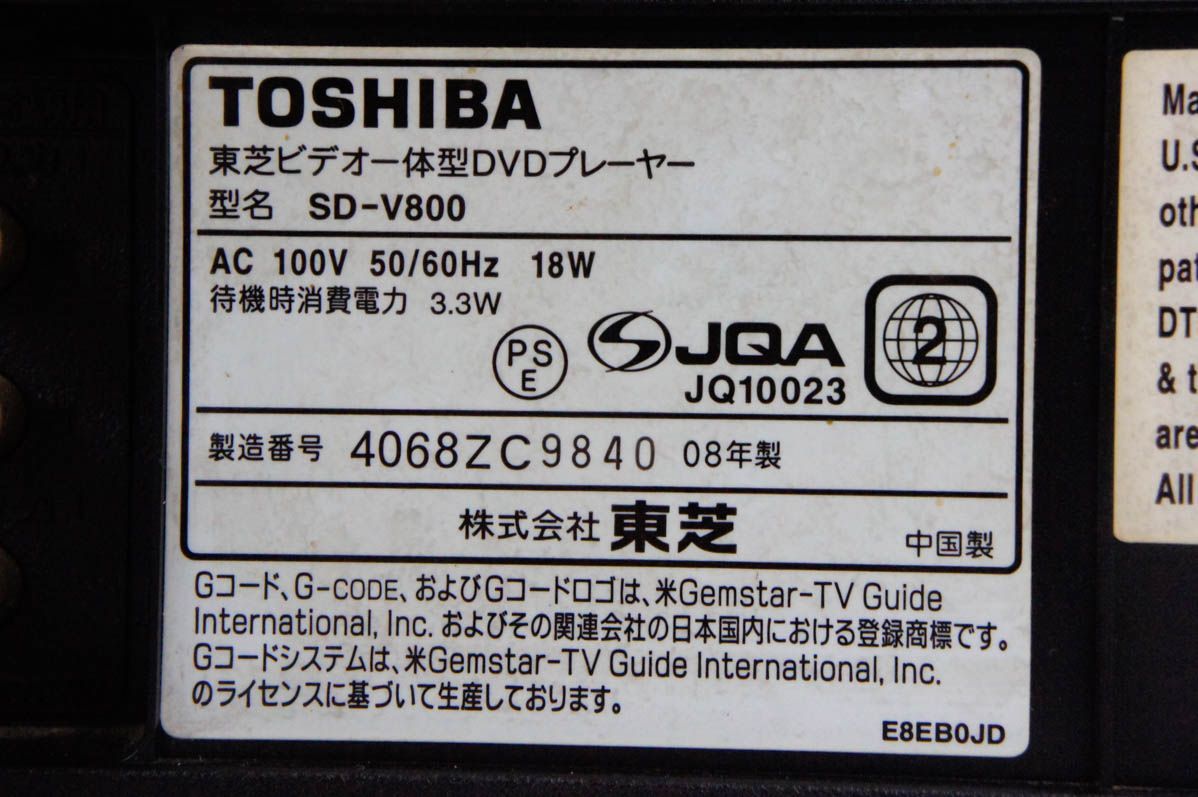 TOSHIBA
東芝ビデオ一体型DVDプレーヤー
型名 SD-V800
AC 100V 50/60Hz 18W
待機時消費電力 3.3W
PS
E
JQA
JQ10023
2
製造番号 4068ZC9840 08年製
株式会社 東芝
中国製
Gコード、G-CODE、およびGコードロゴは、米Gemstar-TV Guide
International, Inc. およびその関連会社の日本国内における登録商標です。
Gコードシステムは、米Gemstar-TV Guide International, Inc.
のライセンスに基づいて生産しております。
E8EB0JD
Ma
U.S
oth
pat
DT
& t
are
All